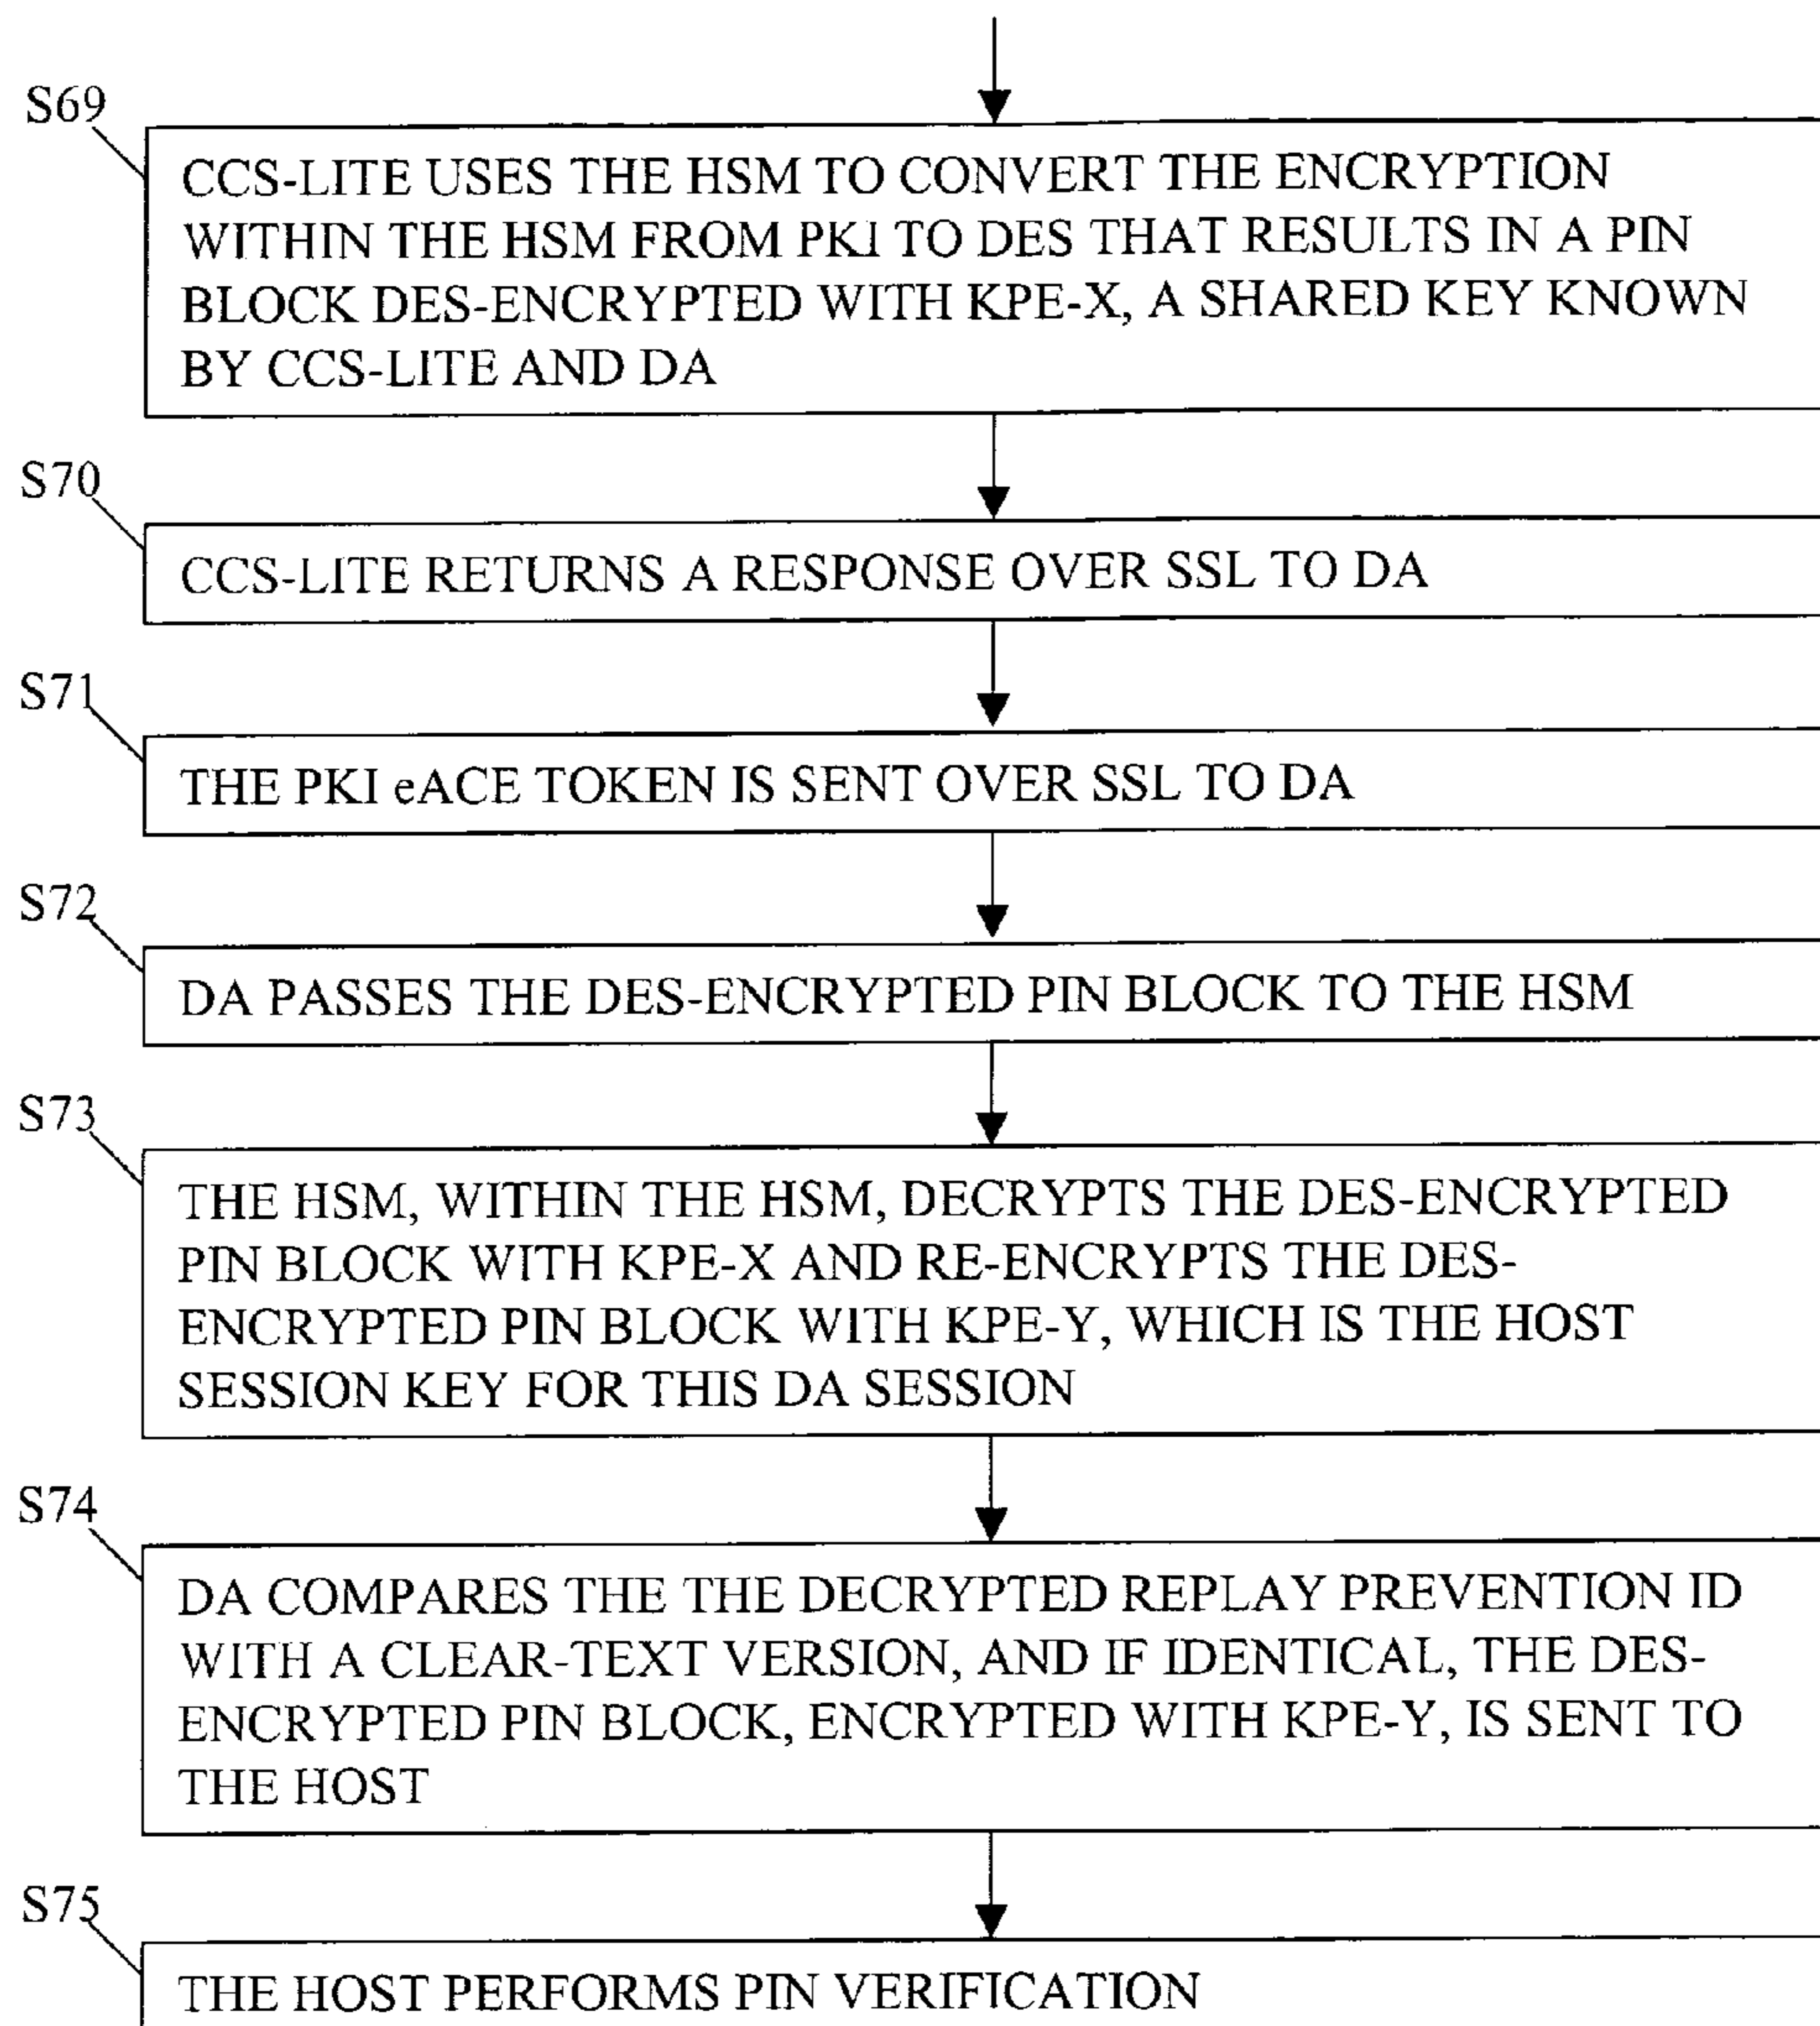 S69
CCS-LITE USES THE HSM TO CONVERT THE ENCRYPTION
WITHIN THE HSM FROM PKI TO DES THAT RESULTS IN A PIN
BLOCK DES-ENCRYPTED WITH KPE-X, A SHARED KEY KNOWN
BY CCS-LITE AND DA
S70
CCS-LITE RETURNS A RESPONSE OVER SSL TO DA
S71
THE PKI eACE TOKEN IS SENT OVER SSL TO DA
S72
DA PASSES THE DES-ENCRYPTED PIN BLOCK TO THE HSM
S73
THE HSM, WITHIN THE HSM, DECRYPTS THE DES-ENCRYPTED
PIN BLOCK WITH KPE-X AND RE-ENCRYPTS THE DES-
ENCRYPTED PIN BLOCK WITH KPE-Y, WHICH IS THE HOST
SESSION KEY FOR THIS DA SESSION
S74
DA COMPARES THE THE DECRYPTED REPLAY PREVENTION ID
WITH A CLEAR-TEXT VERSION, AND IF IDENTICAL, THE DES-
ENCRYPTED PIN BLOCK, ENCRYPTED WITH KPE-Y, IS SENT TO
THE HOST
S75
THE HOST PERFORMS PIN VERIFICATION